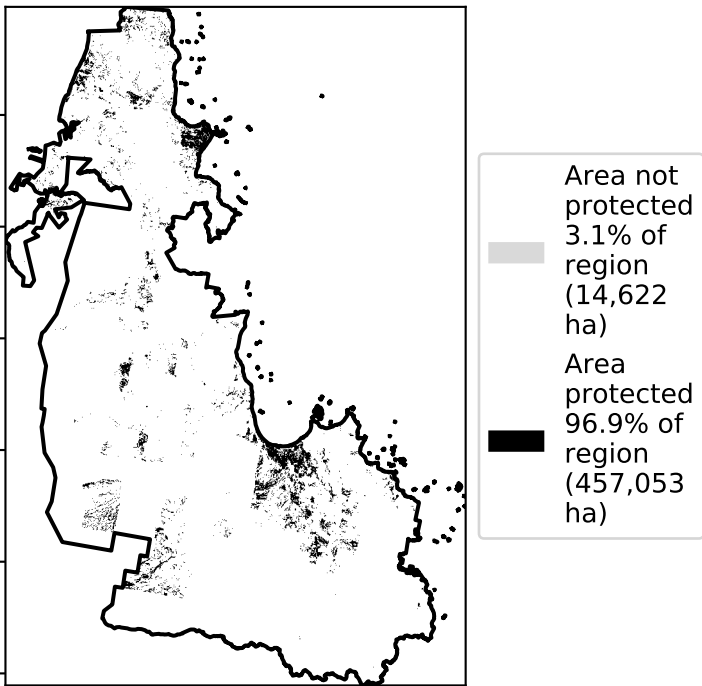 Area not
protected
3.1% of
region
(14,622
ha)
Area
protected
96.9% of
region
(457,053
ha)